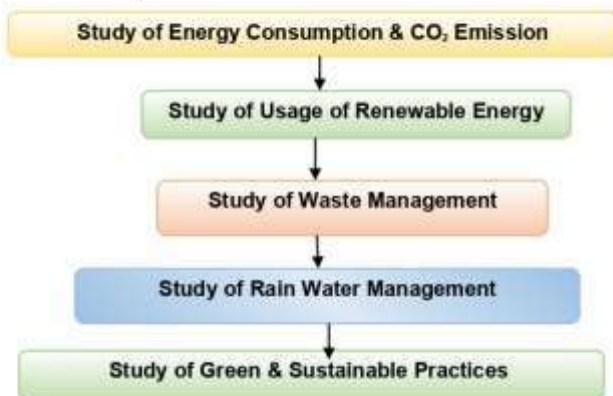 Study of Energy Consumption & CO₂ Emission
Study of Usage of Renewable Energy
Study of Waste Management
Study of Rain Water Management
Study of Green & Sustainable Practices